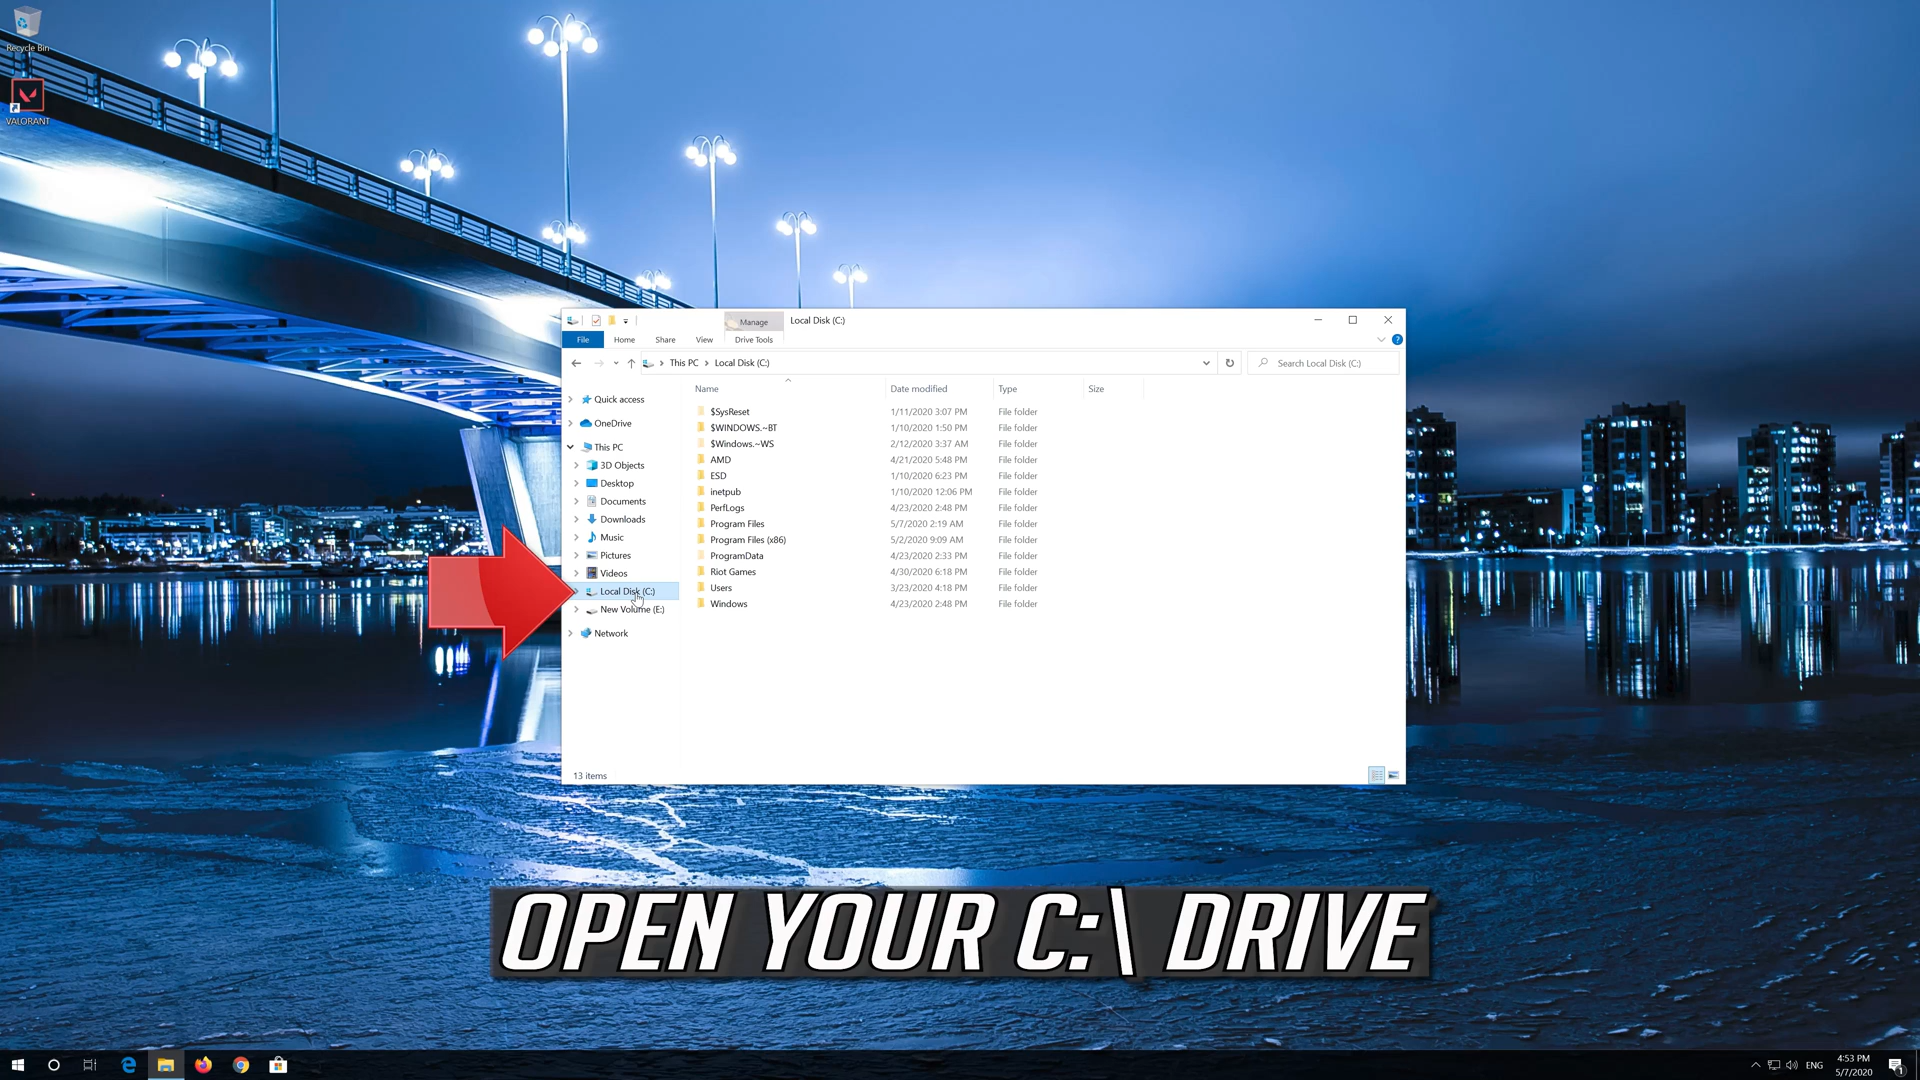 Recycle Bin
VALORANT
Manage
Local Disk (C:)
File
Home
Share
View
Drive Tools
This PC
Local Disk (C:)
Search Local Disk (C:)
Name
Date modified
Type
Size
Quick access
OneDrive
This PC
3D Objects
Desktop
Documents
Downloads
Music
Pictures
Videos
Local Disk (C:)
New Volume (E:)
Network
$SysReset 1/11/2020 3:07 PM File folder
$WINDOWS.~BT 1/10/2020 1:50 PM File folder
$Windows.~WS 2/12/2020 3:37 AM File folder
AMD 4/21/2020 5:48 PM File folder
ESD 1/10/2020 6:23 PM File folder
inetpub 1/10/2020 12:06 PM File folder
PerfLogs 4/23/2020 2:48 PM File folder
Program Files 5/7/2020 2:19 AM File folder
Program Files (x86) 5/2/2020 9:09 AM File folder
ProgramData 4/23/2020 2:33 PM File folder
Riot Games 4/30/2020 6:18 PM File folder
Users 3/23/2020 4:18 PM File folder
Windows 4/23/2020 2:48 PM File folder
13 items
OPEN YOUR C:\ DRIVE
ENG
4:53 PM
5/7/2020
1